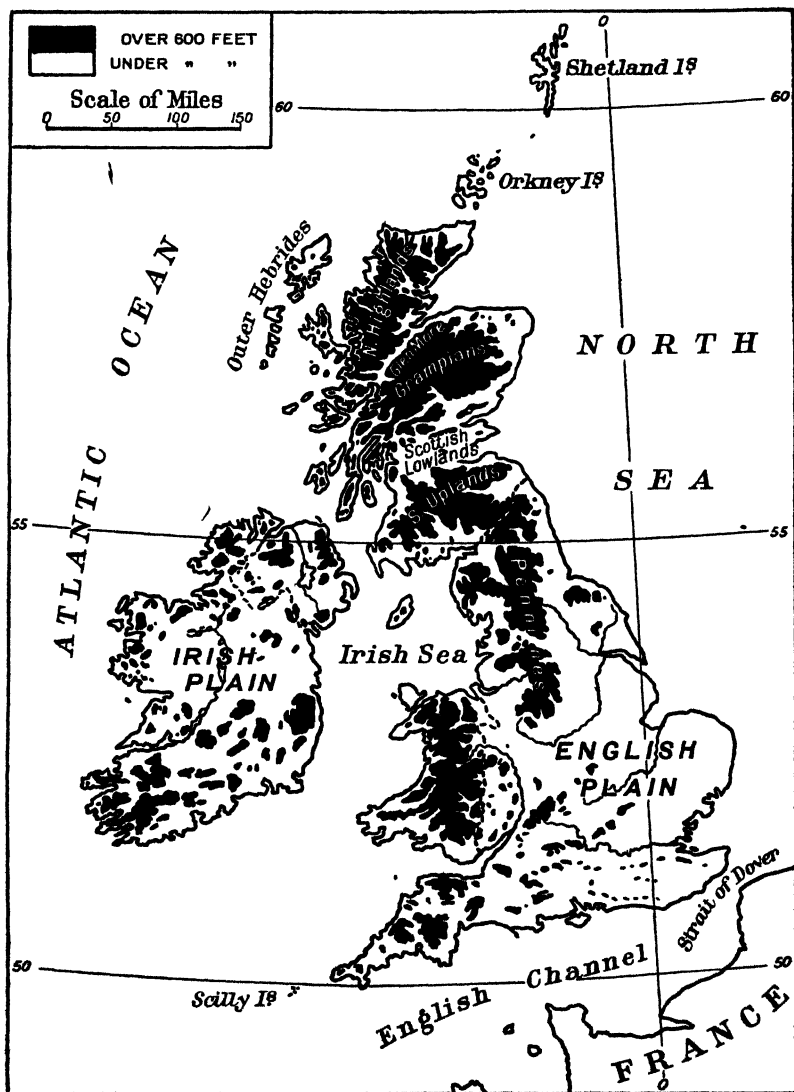 OVER 600 FEET
UNDER " "
Scale of Miles
0 50 100 150
0
Shetland Is.
60
60
Orkney Is.
Outer Hebrides
ATLANTIC OCEAN
N. Highlands
Grampians
NORTH
SEA
Scottish
Lowlands
S. Uplands
55
55
IRISH
PLAIN
Irish Sea
ENGLISH
PLAIN
Strait of Dover
50
50
Scilly Is.
English Channel
FRANCE
0